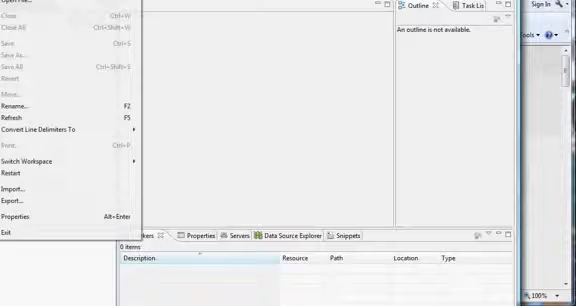 Open File...
Close Ctrl+W
Close All Ctrl+Shift+W
Save Ctrl+S
Save As...
Save All Ctrl+Shift+S
Revert
Move...
Rename... F2
Refresh F5
Convert Line Delimiters To
Print... Ctrl+P
Switch Workspace
Restart
Import...
Export...
Properties Alt+Enter
Exit
Outline Task Lis
An outline is not available.
Sign In
Tools
kers Properties Servers Data Source Explorer Snippets
0 items
Description Resource Path Location Type
100%